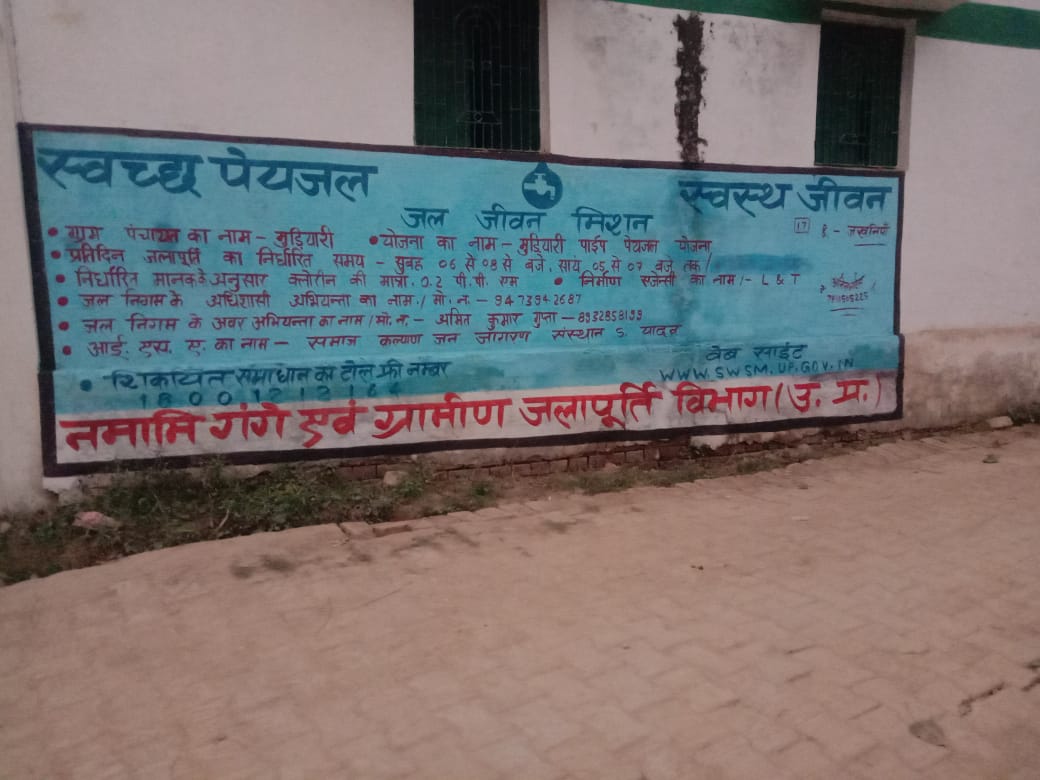 स्वच्छ पेयजल
स्वस्थ जीवन
जल जीवन मिशन
17
• ग्राम पंचायत का नाम - मुड़ियारी • योजना का नाम - मुड़ियारी पाईप पेयजल योजना
• प्रतिदिन जलापूर्ति का निर्धारित समय - सुबह 06 से 08 से बजे, सायं 05 से 07 बजे तक/
• निर्धारित मानक के अनुसार क्लोरीन की मात्रा. 0.2 पी. पी. एम • निर्माण एजेन्सी का नाम/- L & T
• जल निगम के अधिशासी अभियन्ता का नाम/ मो. न. - 9473942687
• जल निगम के अवर अभियन्ता का नाम/मो. न. - अमित कुमार गुप्ता - 8932858199
• आई. एस. ए. का नाम - समाज कल्याण जन जागरण संस्थान S. यादव
• शिकायत समाधान का टोल फ्री नम्बर
वेब साइट
WWW.SWSM.UP.GOV.IN
नमामि गंगे एवं ग्रामीण जलापूर्ति विभाग (उ. प्र.)